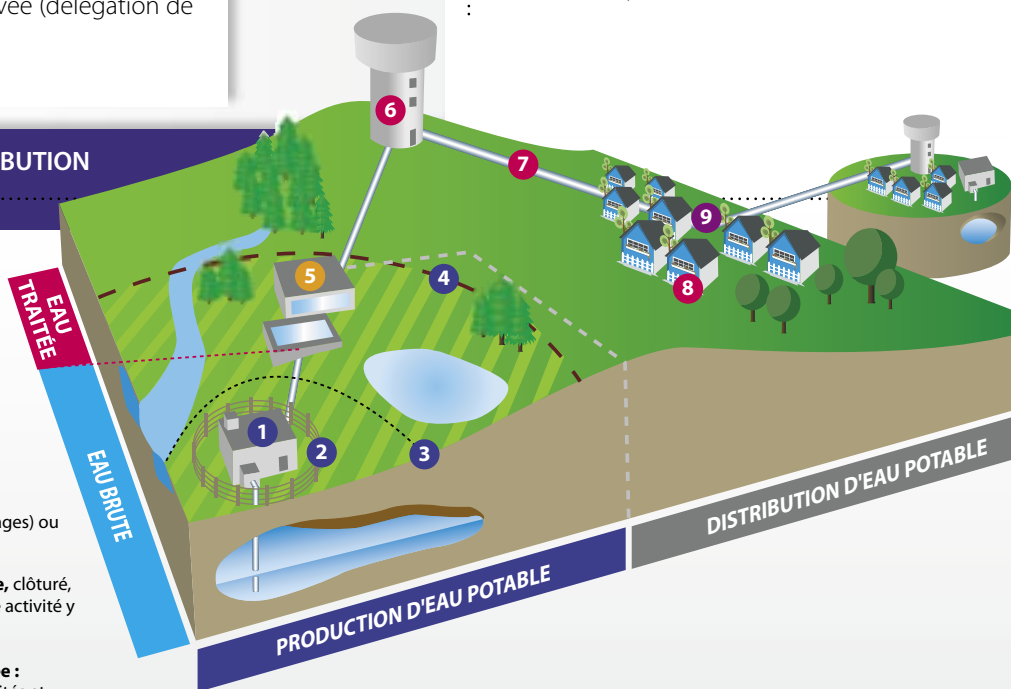 vée (délégation de
:
BUTION
6
7
9
8
5
4
EAU
TRAITÉE
1
2
3
EAU BRUTE
DISTRIBUTION D'EAU POTABLE
PRODUCTION D'EAU POTABLE
ges) ou
e, clôturé,
activité y
e :